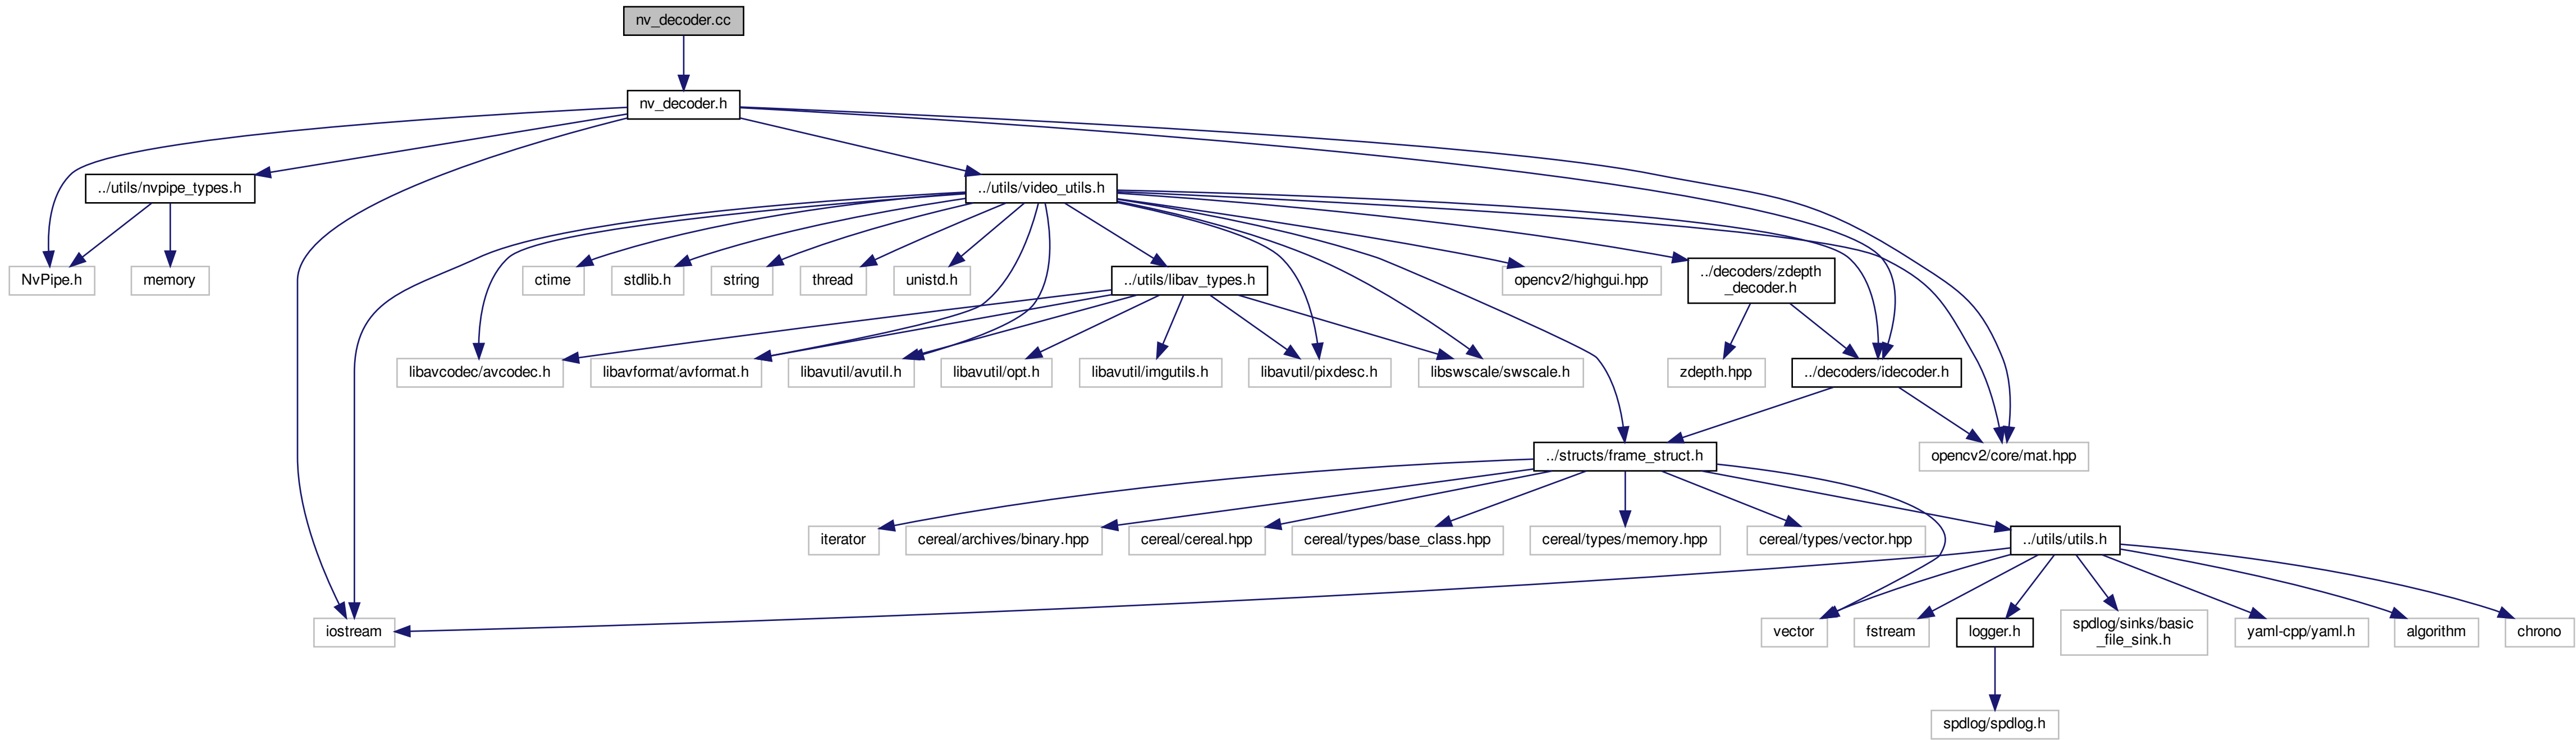 nv_decoder.cc
nv_decoder.h
../utils/nvpipe_types.h
../utils/video_utils.h
NvPipe.h
memory
ctime
stdlib.h
string
thread
unistd.h
../utils/libav_types.h
opencv2/highgui.hpp
../decoders/zdepth
_decoder.h
libavcodec/avcodec.h
libavformat/avformat.h
libavutil/avutil.h
libavutil/opt.h
libavutil/imgutils.h
libavutil/pixdesc.h
libswscale/swscale.h
zdepth.hpp
../decoders/idecoder.h
../structs/frame_struct.h
opencv2/core/mat.hpp
iterator
cereal/archives/binary.hpp
cereal/cereal.hpp
cereal/types/base_class.hpp
cereal/types/memory.hpp
cereal/types/vector.hpp
../utils/utils.h
iostream
vector
fstream
logger.h
spdlog/sinks/basic
_file_sink.h
yaml-cpp/yaml.h
algorithm
chrono
spdlog/spdlog.h